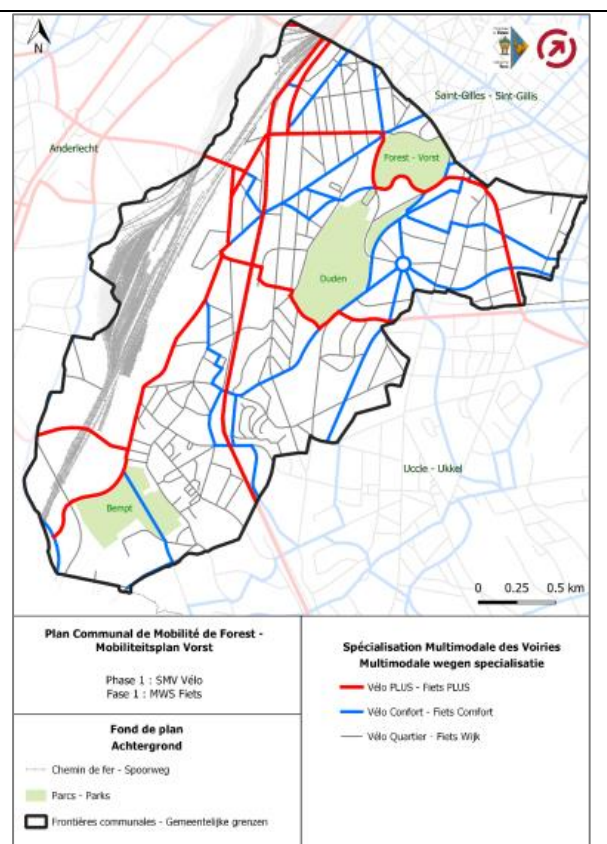 N
Saint-Gilles - Sint-Gillis
Anderlecht
Forest - Vorst
Duden
Uccle - Ukkel
Bempt
0 0.25 0.5 km
Plan Communal de Mobilité de Forest -
Mobiliteitsplan Vorst
Phase 1 : SMV Vélo
Fase 1 : MWS Fiets
Fond de plan
Achtergrond
Chemin de fer - Spoorweg
Parcs - Parks
Frontières communales - Gemeentelijke grenzen
Spécialisation Multimodale des Voiries
Multimodale wegen specialisatie
Vélo PLUS - Fiets PLUS
Vélo Confort - Fiets Comfort
Vélo Quartier - Fiets Wijk